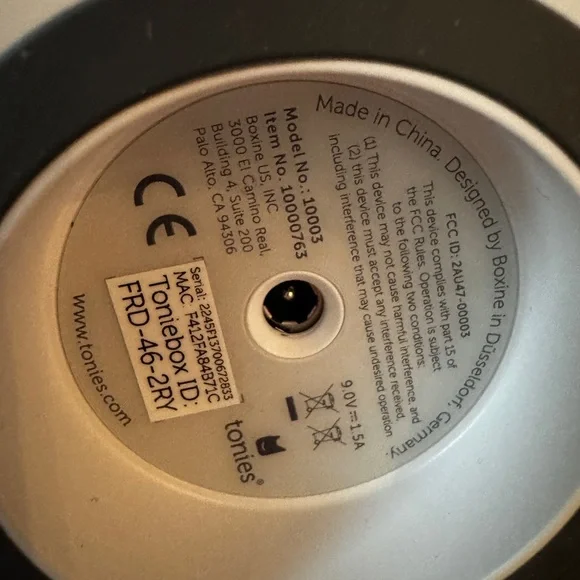 Made in China. Designed by Boxine in Düsseldorf, Germany.
FCC ID: 2AU47-00003
This device complies with part 15 of
the FCC Rules. Operation is subject
to the following two conditions:
(1) This device may not cause harmful interference, and
(2) this device must accept any interference received,
including interference that may cause undesired operation
Model No.: 10003
Item No. 10000763
Boxine US, INC.
3000 El Camino Real,
Building 4, Suite 200
Palo Alto, CA 94306
CE
9.0V⎓1.5A
Serial: 2245F13700672833
MAC: F412FA84371C
Toniebox ID:
FRD-46-2RY
tonies®
www.tonies.com